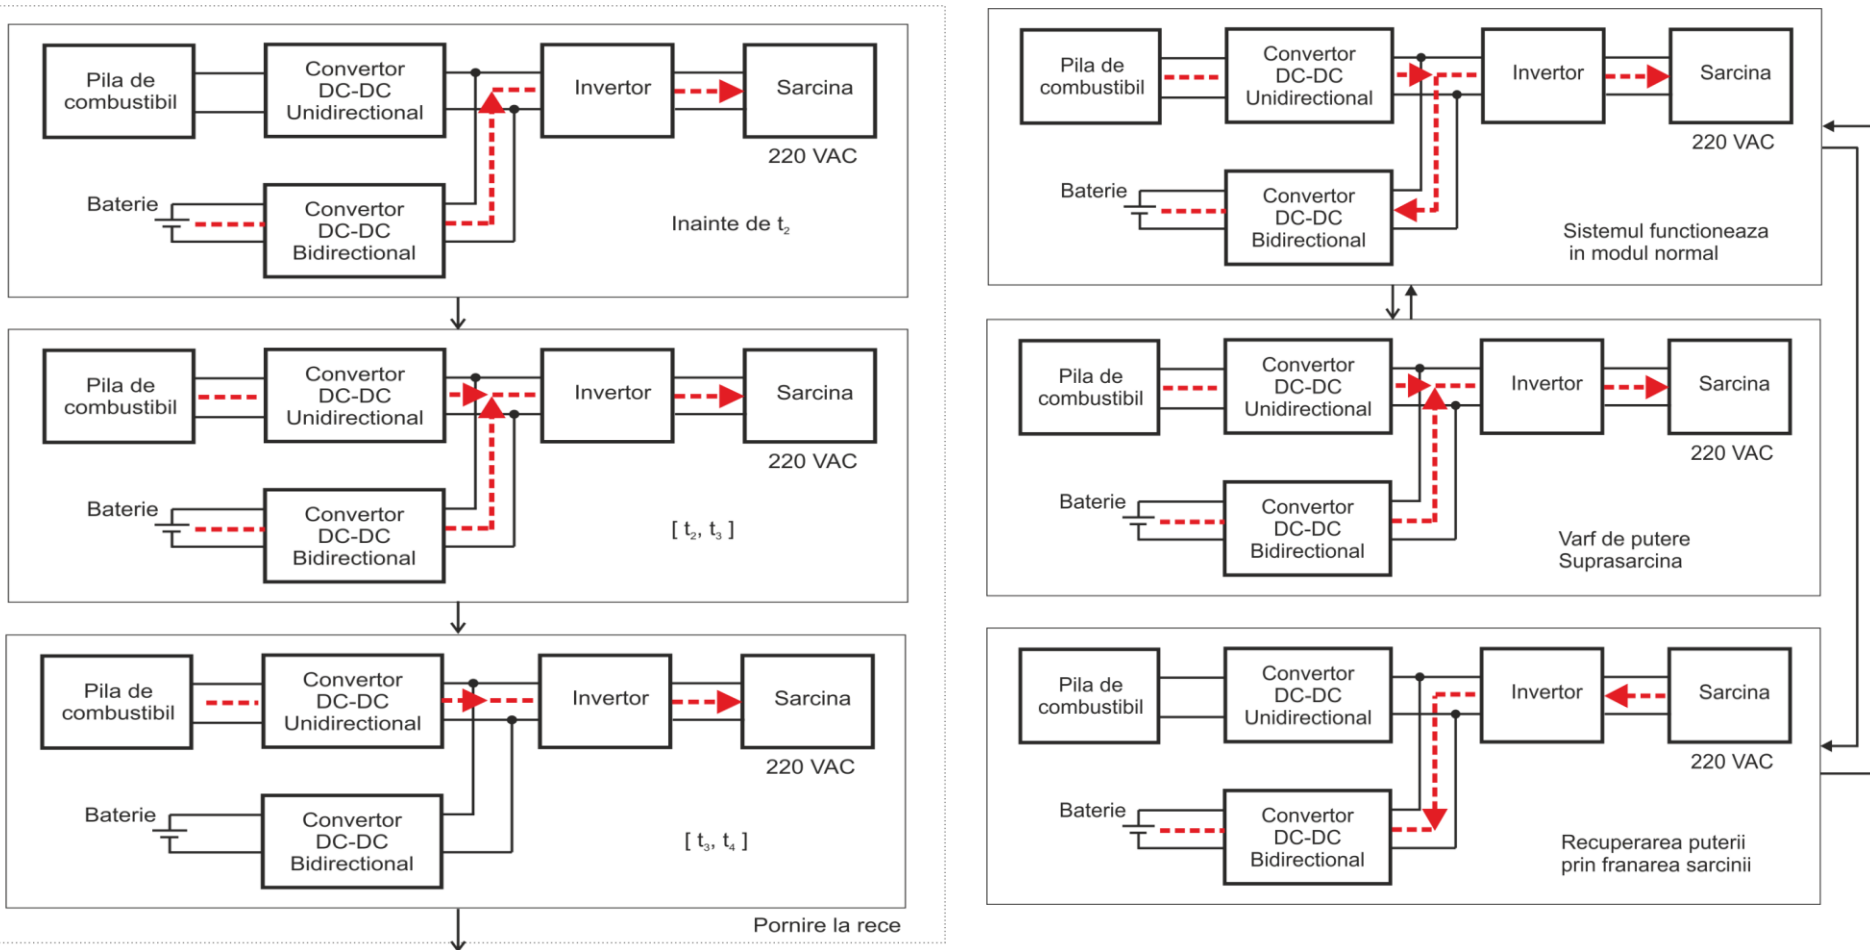 Pila de
combustibil
Convertor
DC-DC
Unidirectional
Invertor
Sarcina
220 VAC
Baterie
Convertor
DC-DC
Bidirectional
Inainte de t₂
Pila de
combustibil
Convertor
DC-DC
Unidirectional
Invertor
Sarcina
220 VAC
Baterie
Convertor
DC-DC
Bidirectional
[ t₂, t₃ ]
Pila de
combustibil
Convertor
DC-DC
Unidirectional
Invertor
Sarcina
220 VAC
Baterie
Convertor
DC-DC
Bidirectional
[ t₃, t₄ ]
Pornire la rece
Pila de
combustibil
Convertor
DC-DC
Unidirectional
Invertor
Sarcina
220 VAC
Baterie
Convertor
DC-DC
Bidirectional
Sistemul functioneaza
in modul normal
Pila de
combustibil
Convertor
DC-DC
Unidirectional
Invertor
Sarcina
220 VAC
Baterie
Convertor
DC-DC
Bidirectional
Varf de putere
Suprasarcina
Pila de
combustibil
Convertor
DC-DC
Unidirectional
Invertor
Sarcina
220 VAC
Baterie
Convertor
DC-DC
Bidirectional
Recuperarea puterii
prin franarea sarcinii